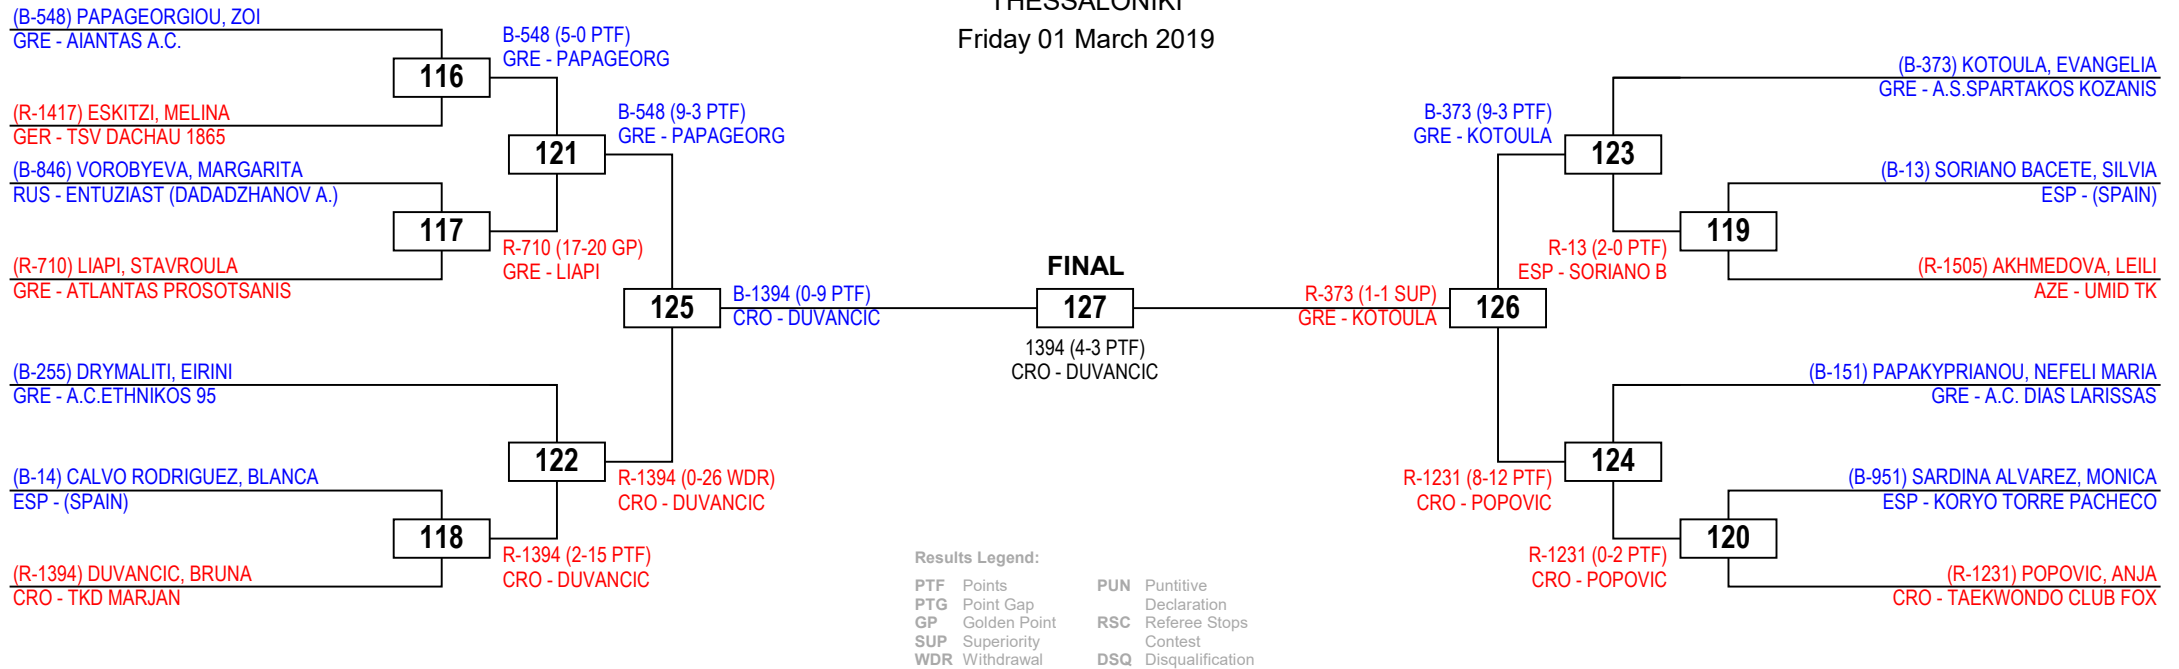 THESSALONIKI
Friday 01 March 2019
(B-548) PAPAGEORGIOU, ZOI
GRE - AIANTAS A.C.
116
(R-1417) ESKITZI, MELINA
GER - TSV DACHAU 1865
B-548 (5-0 PTF)
GRE - PAPAGEORG
(B-846) VOROBYEVA, MARGARITA
RUS - ENTUZIAST (DADADZHANOV A.)
117
(R-710) LIAPI, STAVROULA
GRE - ATLANTAS PROSOTSANIS
R-710 (17-20 GP)
GRE - LIAPI
121
B-548 (9-3 PTF)
GRE - PAPAGEORG
(B-255) DRYMALITI, EIRINI
GRE - A.C.ETHNIKOS 95
(B-14) CALVO RODRIGUEZ, BLANCA
ESP - (SPAIN)
118
(R-1394) DUVANCIC, BRUNA
CRO - TKD MARJAN
R-1394 (2-15 PTF)
CRO - DUVANCIC
122
R-1394 (0-26 WDR)
CRO - DUVANCIC
125
B-1394 (0-9 PTF)
CRO - DUVANCIC
FINAL
127
1394 (4-3 PTF)
CRO - DUVANCIC
R-373 (1-1 SUP)
GRE - KOTOULA
126
B-373 (9-3 PTF)
GRE - KOTOULA
123
(B-373) KOTOULA, EVANGELIA
GRE - A.S.SPARTAKOS KOZANIS
(B-13) SORIANO BACETE, SILVIA
ESP - (SPAIN)
119
R-13 (2-0 PTF)
ESP - SORIANO B
(R-1505) AKHMEDOVA, LEILI
AZE - UMID TK
(B-151) PAPAKYPRIANOU, NEFELI MARIA
GRE - A.C. DIAS LARISSAS
124
R-1231 (8-12 PTF)
CRO - POPOVIC
(B-951) SARDINA ALVAREZ, MONICA
ESP - KORYO TORRE PACHECO
120
R-1231 (0-2 PTF)
CRO - POPOVIC
(R-1231) POPOVIC, ANJA
CRO - TAEKWONDO CLUB FOX
Results Legend:
PTF Points
PTG Point Gap
GP Golden Point
SUP Superiority
WDR Withdrawal
PUN Puntitive
Declaration
RSC Referee Stops
Contest
DSQ Disqualification